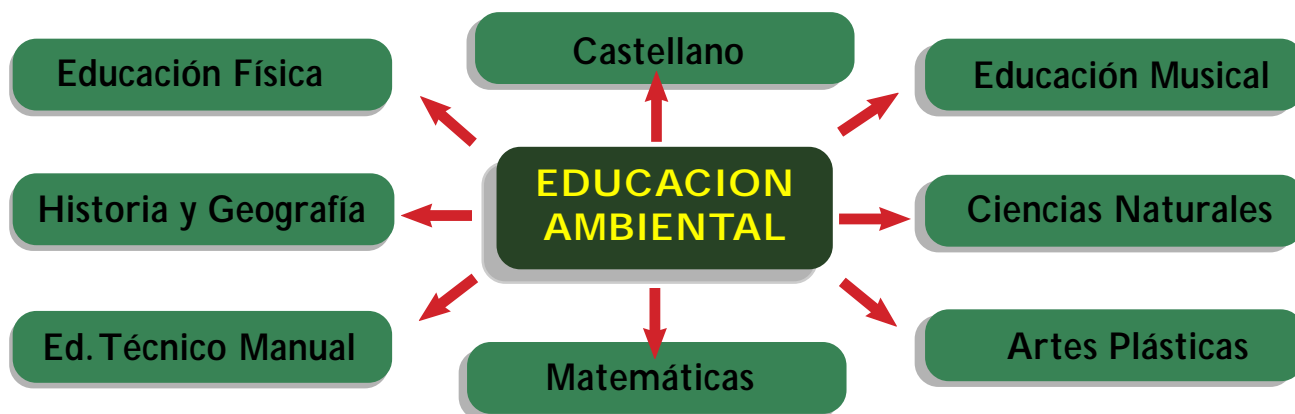 Castellano
Educación Física
Educación Musical
EDUCACION
AMBIENTAL
Historia y Geografía
Ciencias Naturales
Ed. Técnico Manual
Artes Plásticas
Matemáticas